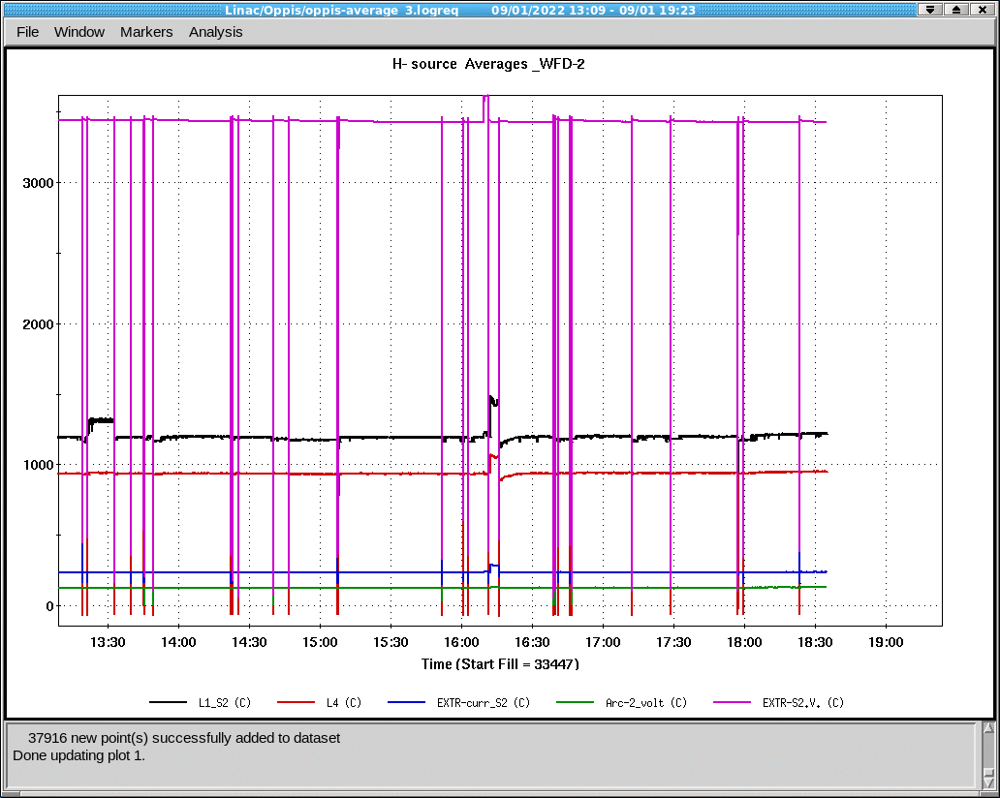 Linac/Oppis/oppis-average 3.logreq 09/01/2022 13:09 - 09/01 19:23
File Window Markers Analysis
H- source Averages _WFD-2
3000
2000
1000
0
13:30 14:00 14:30 15:00 15:30 16:00 16:30 17:00 17:30 18:00 18:30 19:00
Time (Start Fill = 33447)
L1_S2 (C) L4 (C) EXTR-curr_S2 (C) Arc-2_volt (C) EXTR-S2.V. (C)
37916 new point(s) successfully added to dataset
Done updating plot 1.